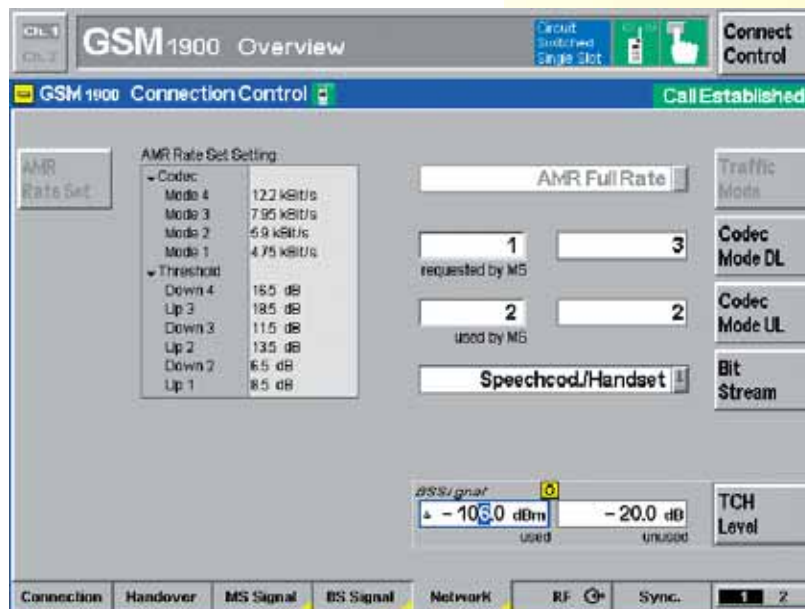 Ch. 1
Ch. 2
GSM 1900 Overview
Circuit
Switched
Single Slot
Connect
Control
GSM 1900 Connection Control
Call Established
AMR
Rate Set
AMR Rate Set Setting
Codec
Mode 4 12.2 kBit/s
Mode 3 7.95 kBit/s
Mode 2 5.9 kBit/s
Mode 1 4.75 kBit/s
Threshold
Down 4 16.5 dB
Up 3 18.5 dB
Down 3 11.5 dB
Up 2 13.5 dB
Down 2 6.5 dB
Up 1 8.5 dB
AMR Full Rate
Traffic
Mode
1 3
requested by MS
Codec
Mode DL
2 2
used by MS
Codec
Mode UL
Speechcod./Handset
Bit
Stream
BSSignal
- 106.0 dBm - 20.0 dB
used unused
TCH
Level
Connection Handover MS Signal BS Signal Network RF Sync. 1 2